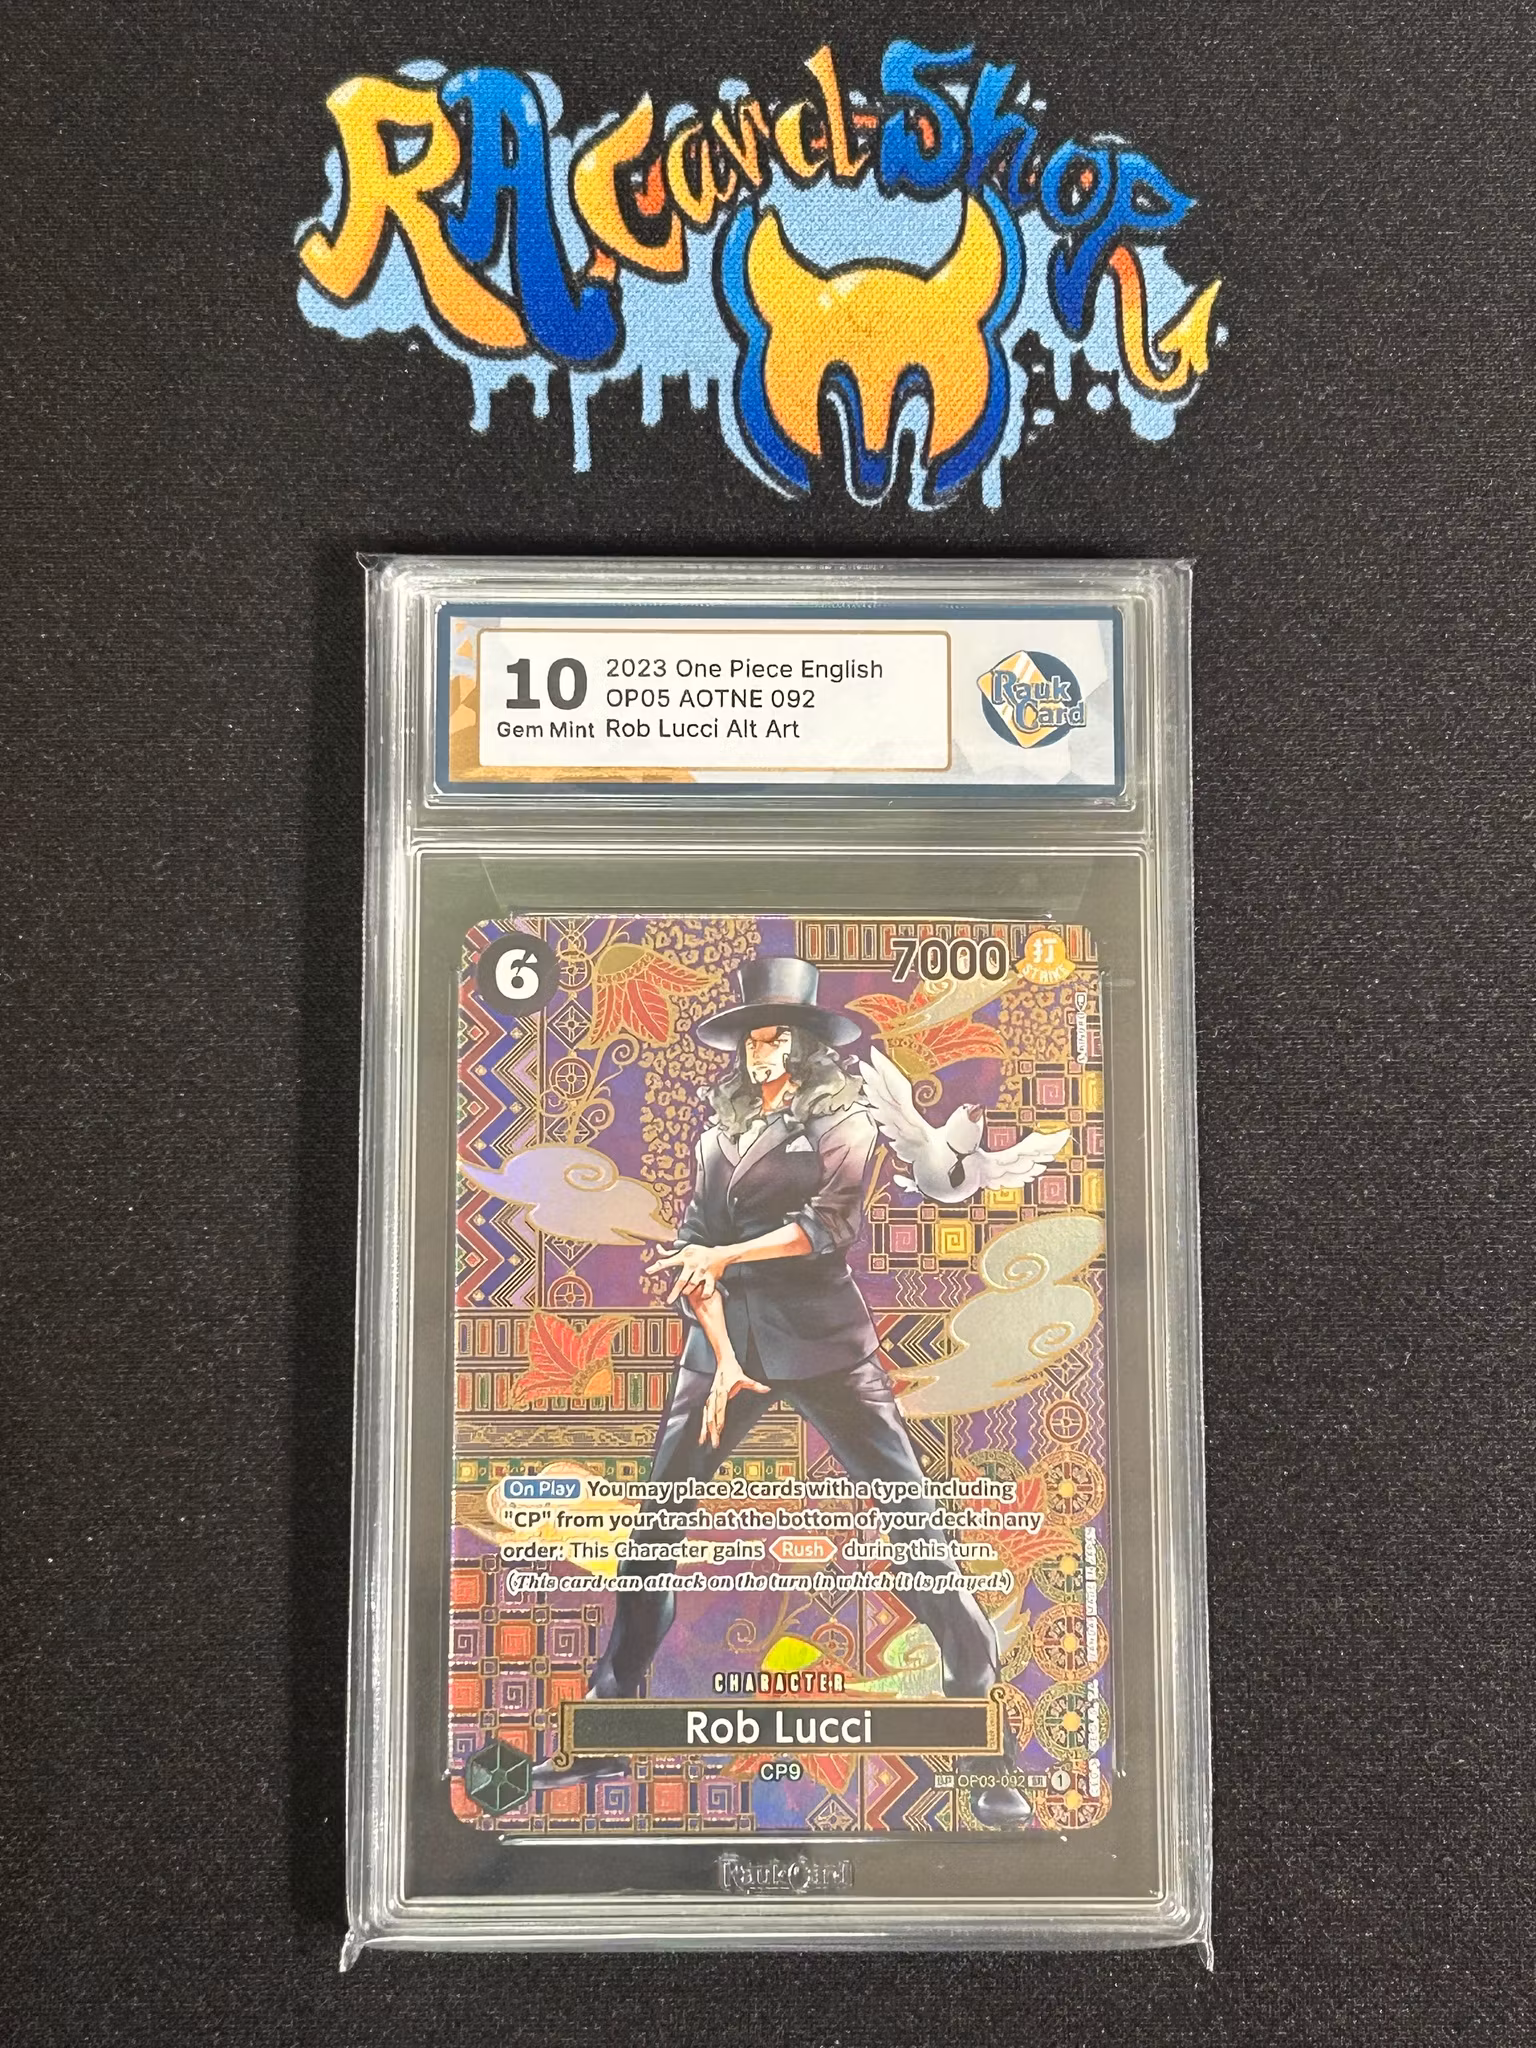 RA Card Shop
10
Gem Mint
2023 One Piece English
OP05 AOTNE 092
Rob Lucci Alt Art
Rauk
Card
6
7000
打
STRIKE
On Play You may place 2 cards with a type including
"CP" from your trash at the bottom of your deck in any
order: This Character gains Rush during this turn.
(This card can attack on the turn in which it is played.)
CHARACTER
Rob Lucci
CP9
SP OP03-092 SR 1
RaukCard